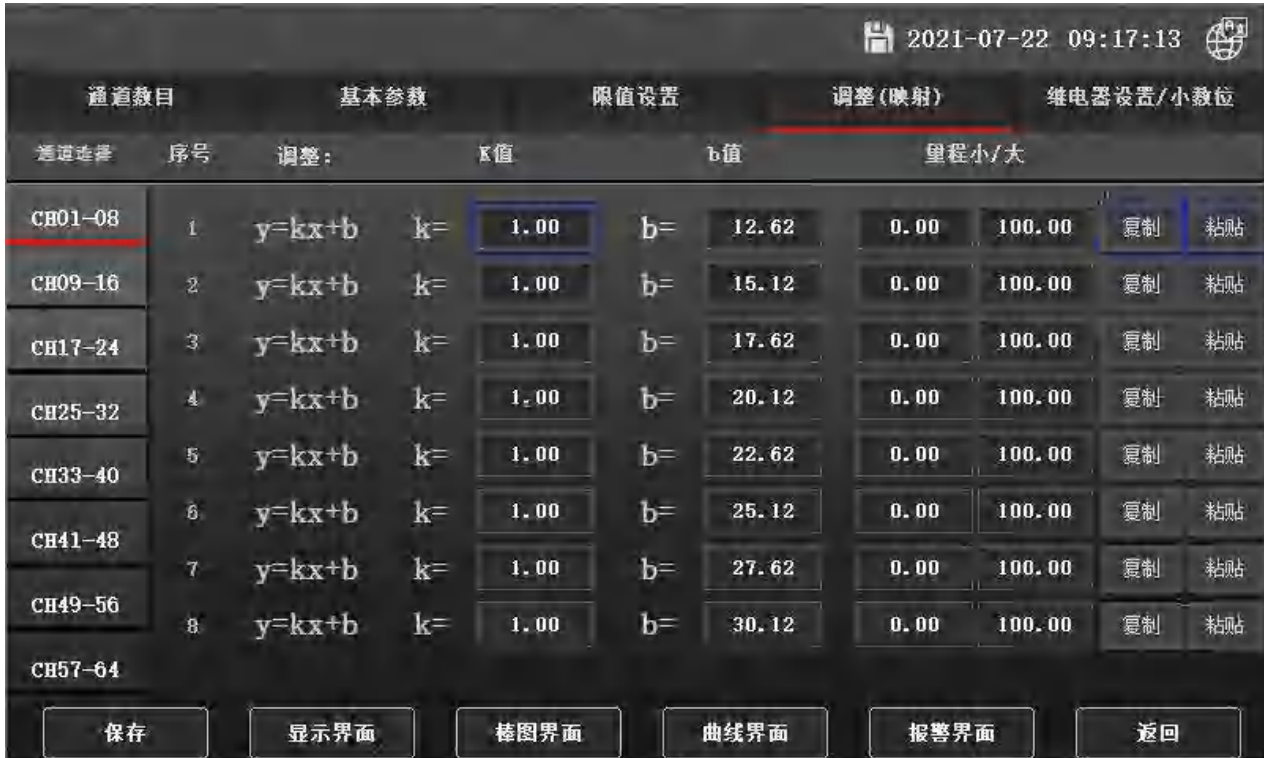 2021-07-22 09:17:13
通道数目 基本参数 限值设置 调整(映射) 继电器设置/小数位
通道选择 序号 调整: K值 b值 里程小/大
CH01-08 1 y=kx+b k= 1.00 b= 12.62 0.00 100.00 复制 粘贴
CH09-16 2 y=kx+b k= 1.00 b= 15.12 0.00 100.00 复制 粘贴
CH17-24 3 y=kx+b k= 1.00 b= 17.62 0.00 100.00 复制 粘贴
CH25-32 4 y=kx+b k= 1.00 b= 20.12 0.00 100.00 复制 粘贴
CH33-40 5 y=kx+b k= 1.00 b= 22.62 0.00 100.00 复制 粘贴
CH41-48 6 y=kx+b k= 1.00 b= 25.12 0.00 100.00 复制 粘贴
7 y=kx+b k= 1.00 b= 27.62 0.00 100.00 复制 粘贴
CH49-56 8 y=kx+b k= 1.00 b= 30.12 0.00 100.00 复制 粘贴
CH57-64
保存 显示界面 棒图界面 曲线界面 报警界面 返回